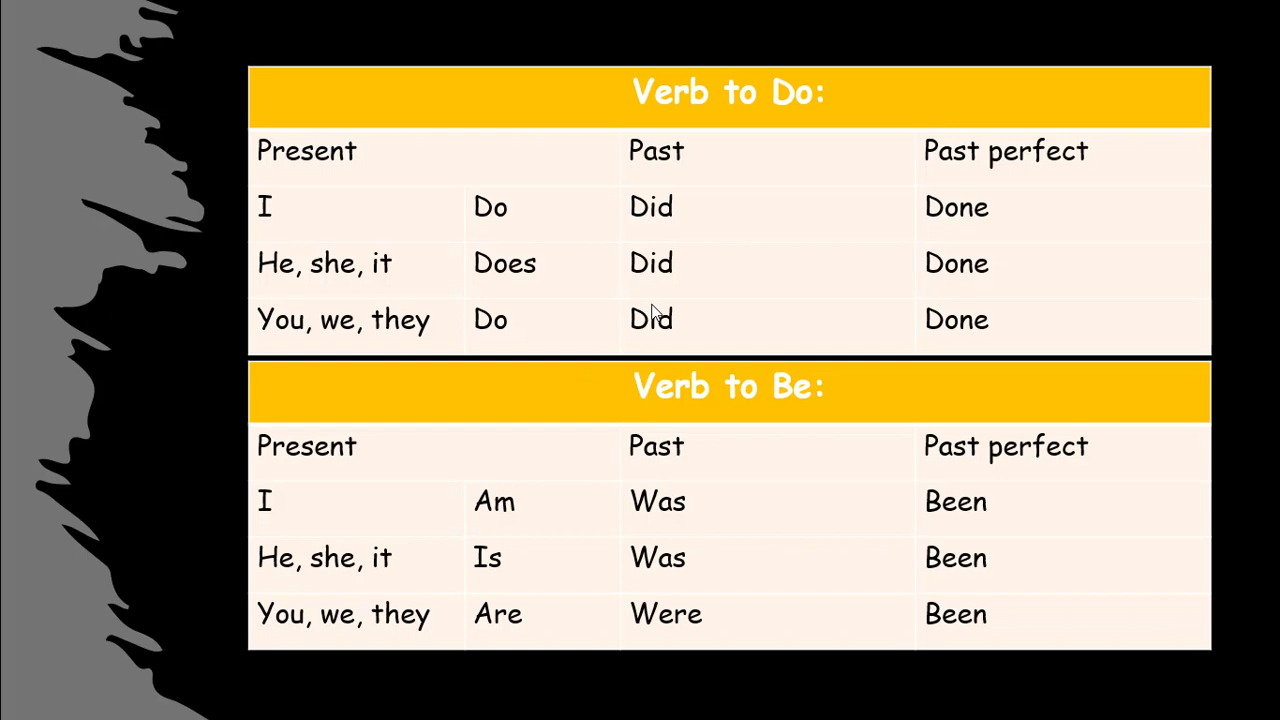 Verb to Do:
Present Past Past perfect
I Do Did Done
He, she, it Does Did Done
You, we, they Do Did Done
Verb to Be:
Present Past Past perfect
I Am Was Been
He, she, it Is Was Been
You, we, they Are Were Been